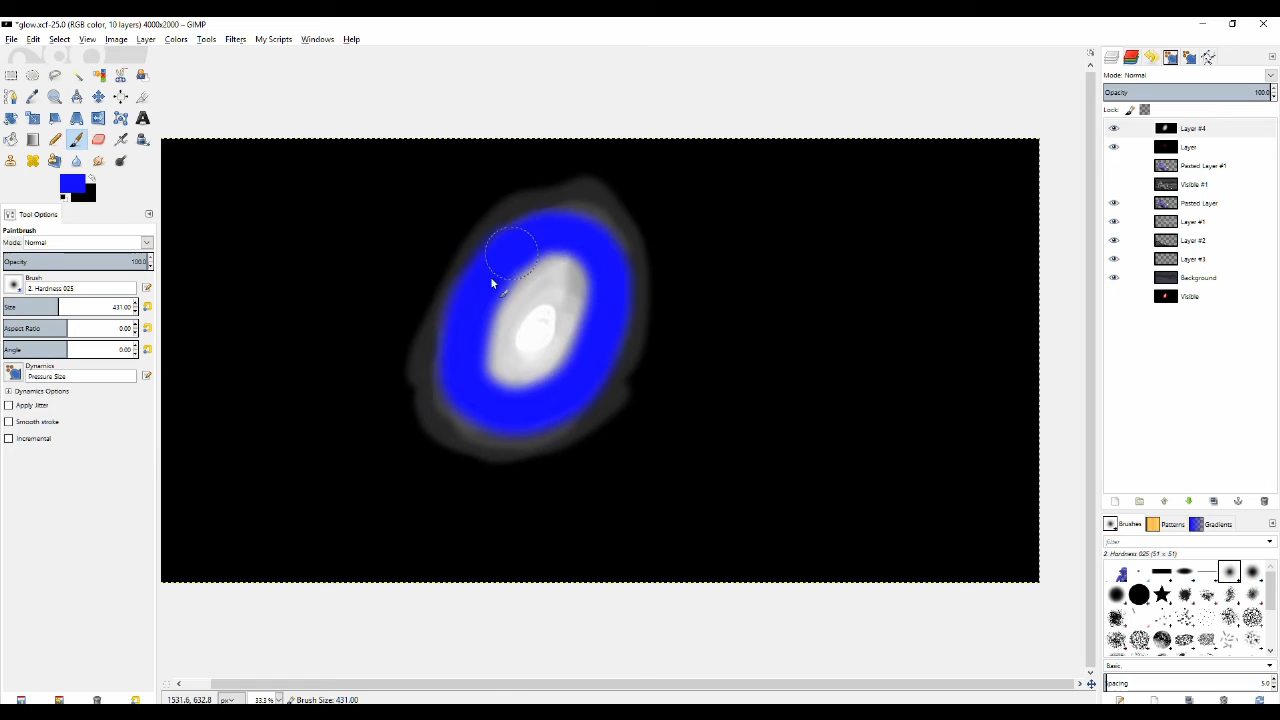 *glow.xcf-25.0 (RGB color, 10 layers) 4000x2000 – GIMP
File Edit Select View Image Layer Colors Tools Filters My Scripts Windows Help
Tool Options
Paintbrush
Mode: Normal
Opacity 100.0
Brush
2. Hardness 025
Size 431.00
Aspect Ratio 0.00
Angle 0.00
Dynamics
Pressure Size
Dynamics Options
Apply Jitter
Smooth stroke
Incremental
1531.6, 632.8 px 33.3 % Brush Size: 431.00
Mode: Normal
Opacity 100.0
Lock:
Layer #4
Layer
Pasted Layer #1
Visible #1
Pasted Layer
Layer #1
Layer #2
Layer #3
Background
Visible
Brushes Patterns Gradients
filter
2. Hardness 025 (51 × 51)
Basic,
Spacing 5.0